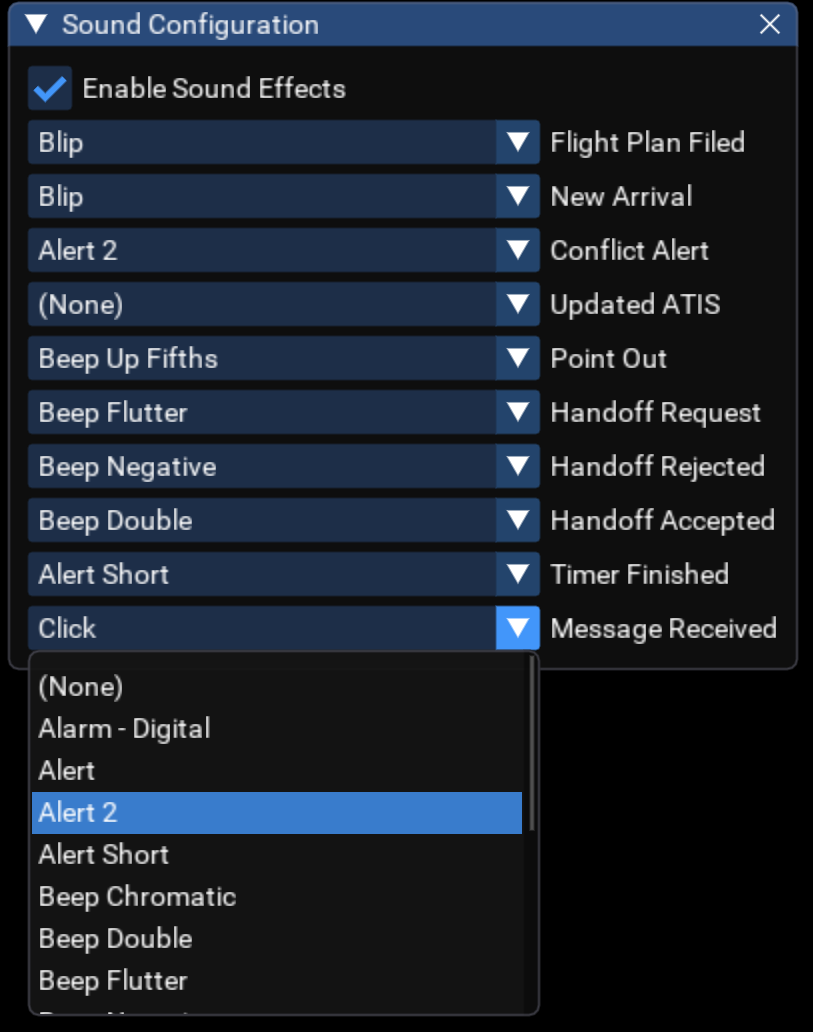 Sound Configuration
Enable Sound Effects
Blip Flight Plan Filed
Blip New Arrival
Alert 2 Conflict Alert
(None) Updated ATIS
Beep Up Fifths Point Out
Beep Flutter Handoff Request
Beep Negative Handoff Rejected
Beep Double Handoff Accepted
Alert Short Timer Finished
Click Message Received
(None)
Alarm - Digital
Alert
Alert 2
Alert Short
Beep Chromatic
Beep Double
Beep Flutter